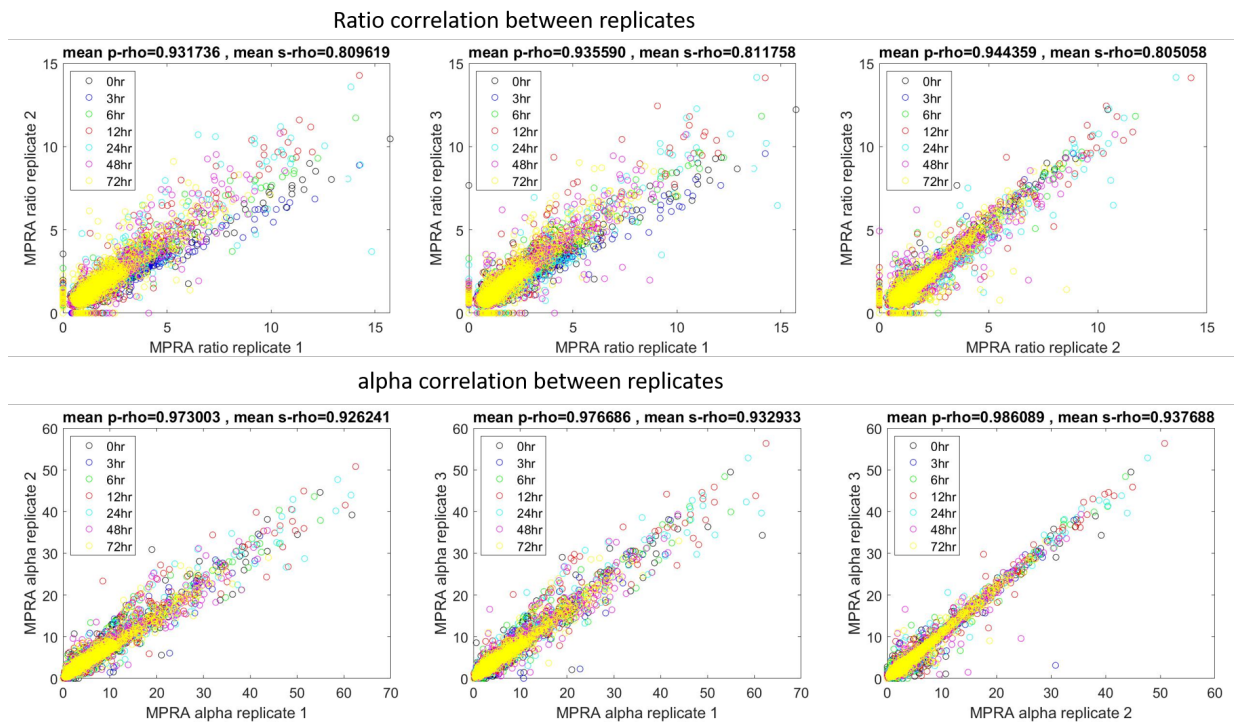 Ratio correlation between replicates
mean p-rho=0.931736 , mean s-rho=0.809619
15
10
5
0
0
5
10
15
0hr
3hr
6hr
12hr
24hr
48hr
72hr
MPRA ratio replicate 2
MPRA ratio replicate 1
mean p-rho=0.935590 , mean s-rho=0.811758
15
10
5
0
0
5
10
15
0hr
3hr
6hr
12hr
24hr
48hr
72hr
MPRA ratio replicate 3
MPRA ratio replicate 1
mean p-rho=0.944359 , mean s-rho=0.805058
15
10
5
0
0
5
10
15
0hr
3hr
6hr
12hr
24hr
48hr
72hr
MPRA ratio replicate 3
MPRA ratio replicate 2
alpha correlation between replicates
mean p-rho=0.973003 , mean s-rho=0.926241
60
50
40
30
20
10
0
0
10
20
30
40
50
60
70
0hr
3hr
6hr
12hr
24hr
48hr
72hr
MPRA alpha replicate 2
MPRA alpha replicate 1
mean p-rho=0.976686 , mean s-rho=0.932933
60
50
40
30
20
10
0
0
10
20
30
40
50
60
70
0hr
3hr
6hr
12hr
24hr
48hr
72hr
MPRA alpha replicate 3
MPRA alpha replicate 1
mean p-rho=0.986089 , mean s-rho=0.937688
60
50
40
30
20
10
0
0
10
20
30
40
50
60
0hr
3hr
6hr
12hr
24hr
48hr
72hr
MPRA alpha replicate 3
MPRA alpha replicate 2